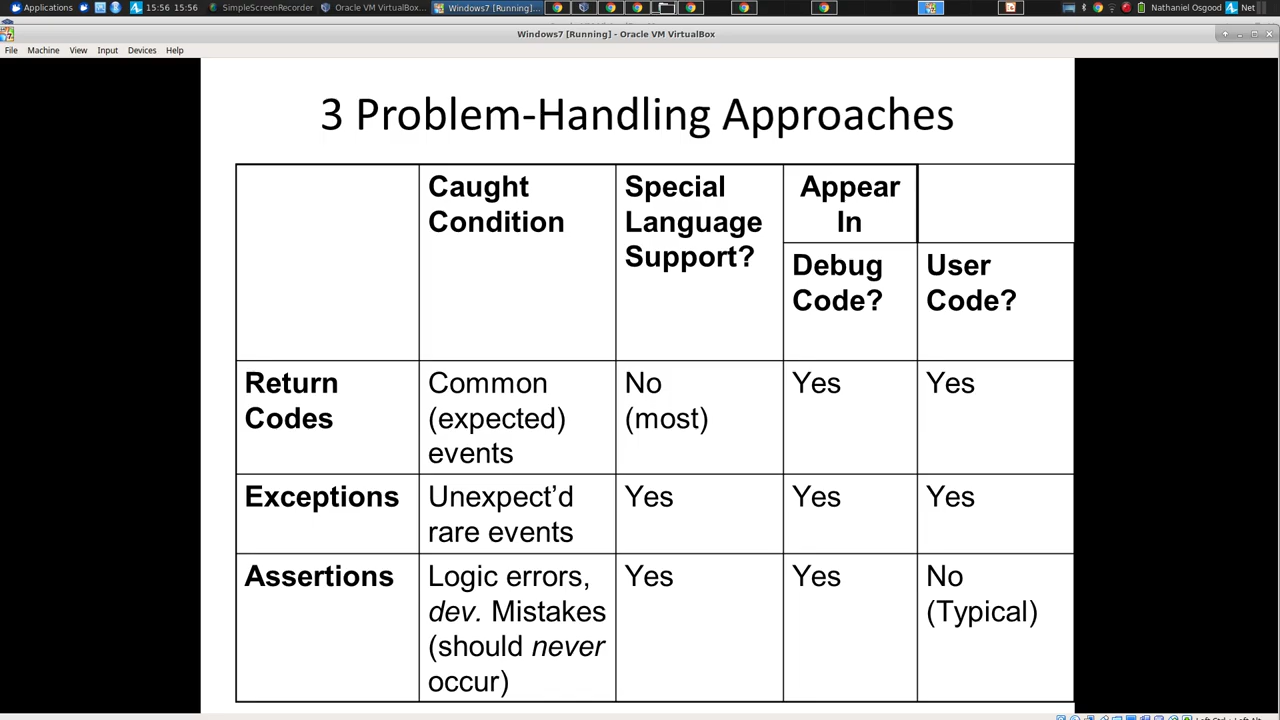 Applications 15:56 15:56 SimpleScreenRecorder Oracle VM VirtualBox... Windows7 [Running]... Nathaniel Osgood Net
Windows7 [Running] - Oracle VM VirtualBox
File Machine View Input Devices Help
3 Problem-Handling Approaches
Caught Condition
Special Language Support?
Appear In
Debug Code?
User Code?
Return Codes
Common (expected) events
No (most)
Yes
Yes
Exceptions
Unexpect'd rare events
Yes
Yes
Yes
Assertions
Logic errors, dev. Mistakes (should never occur)
Yes
Yes
No (Typical)